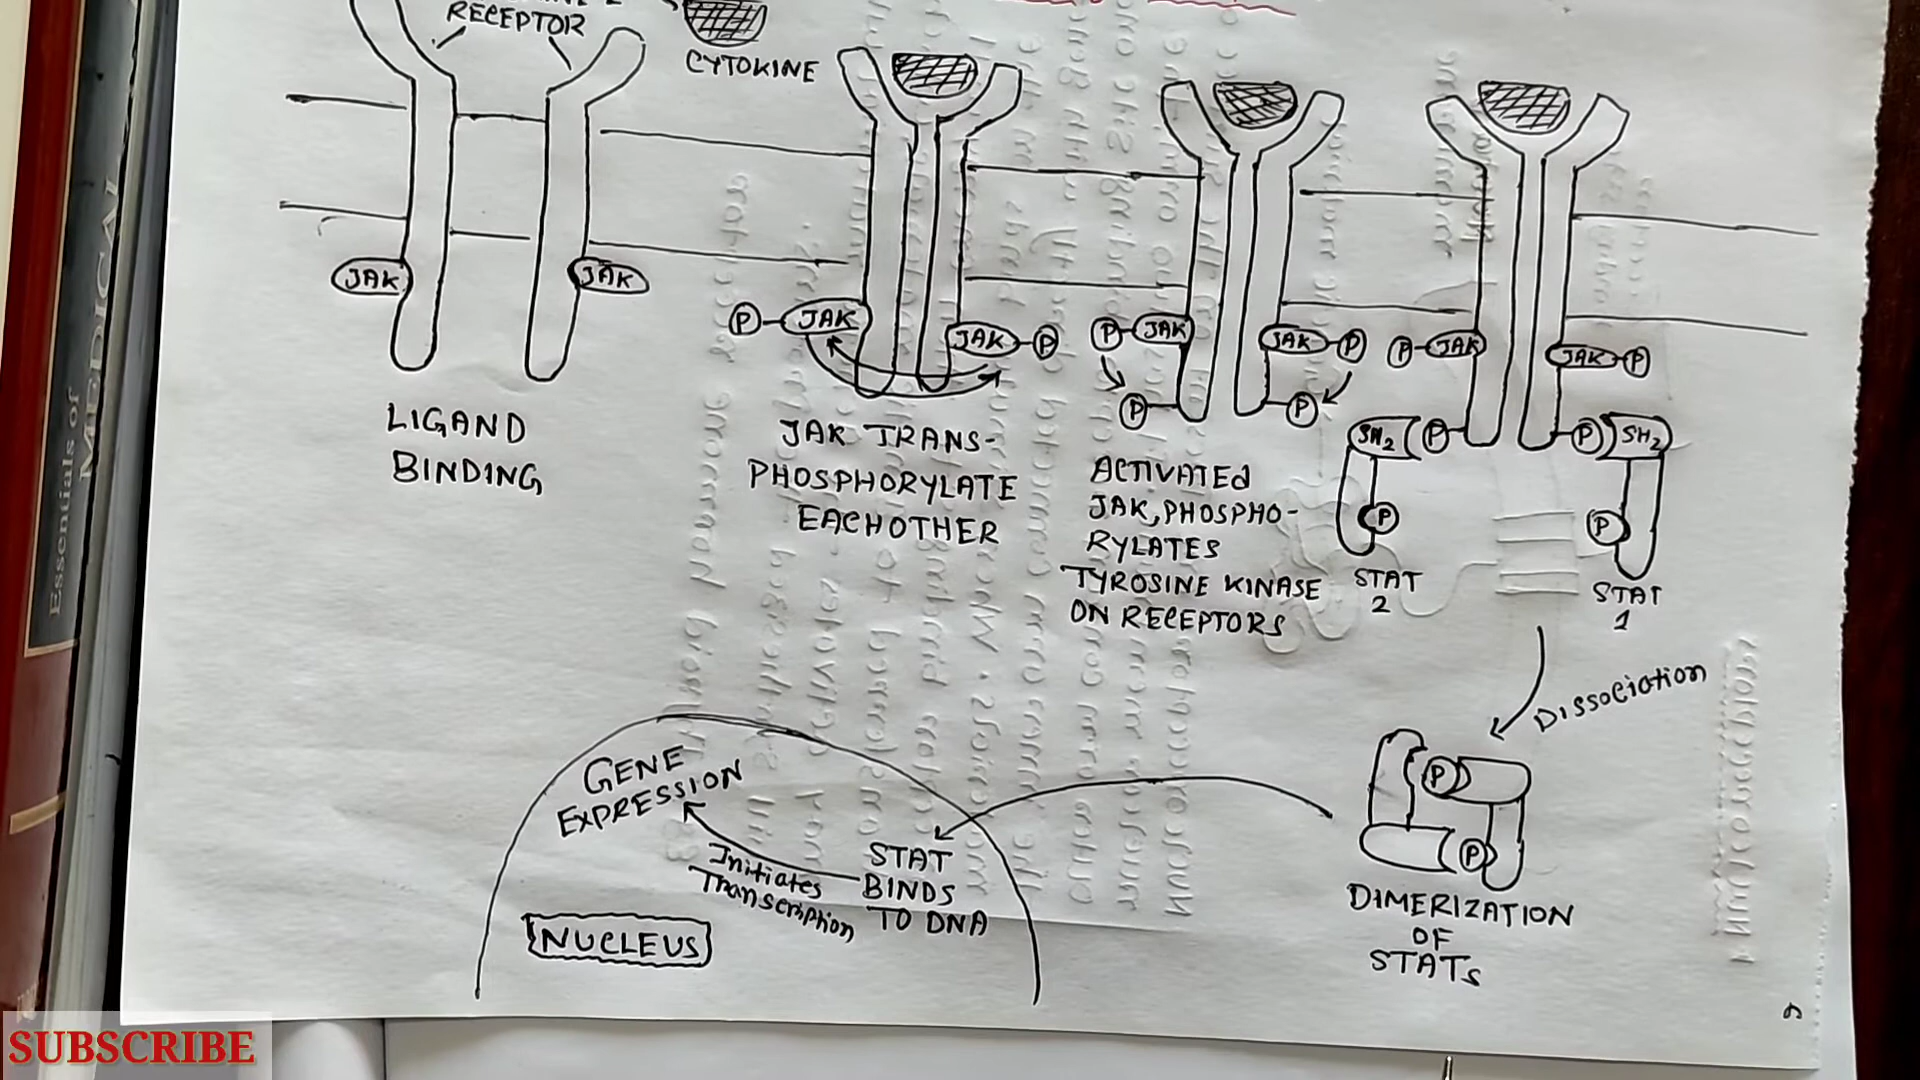 RECEPTOR
CYTOKINE
JAK
JAK
LIGAND
BINDING
P
JAK
JAK
P
JAK TRANS-
PHOSPHORYLATE
EACHOTHER
P
JAK
JAK
P
P
P
ACTIVATED
JAK, PHOSPHO-
RYLATES
TYROSINE KINASE
ON RECEPTORS
P
JAK
JAK
P
SH2
P
P
SH2
P
P
STAT
2
STAT
1
Dissociation
P
P
DIMERIZATION
OF
STATs
GENE
EXPRESSION
Initiates
Transcription
STAT
BINDS
TO DNA
NUCLEUS
Essentials of
MEDICAL
SUBSCRIBE